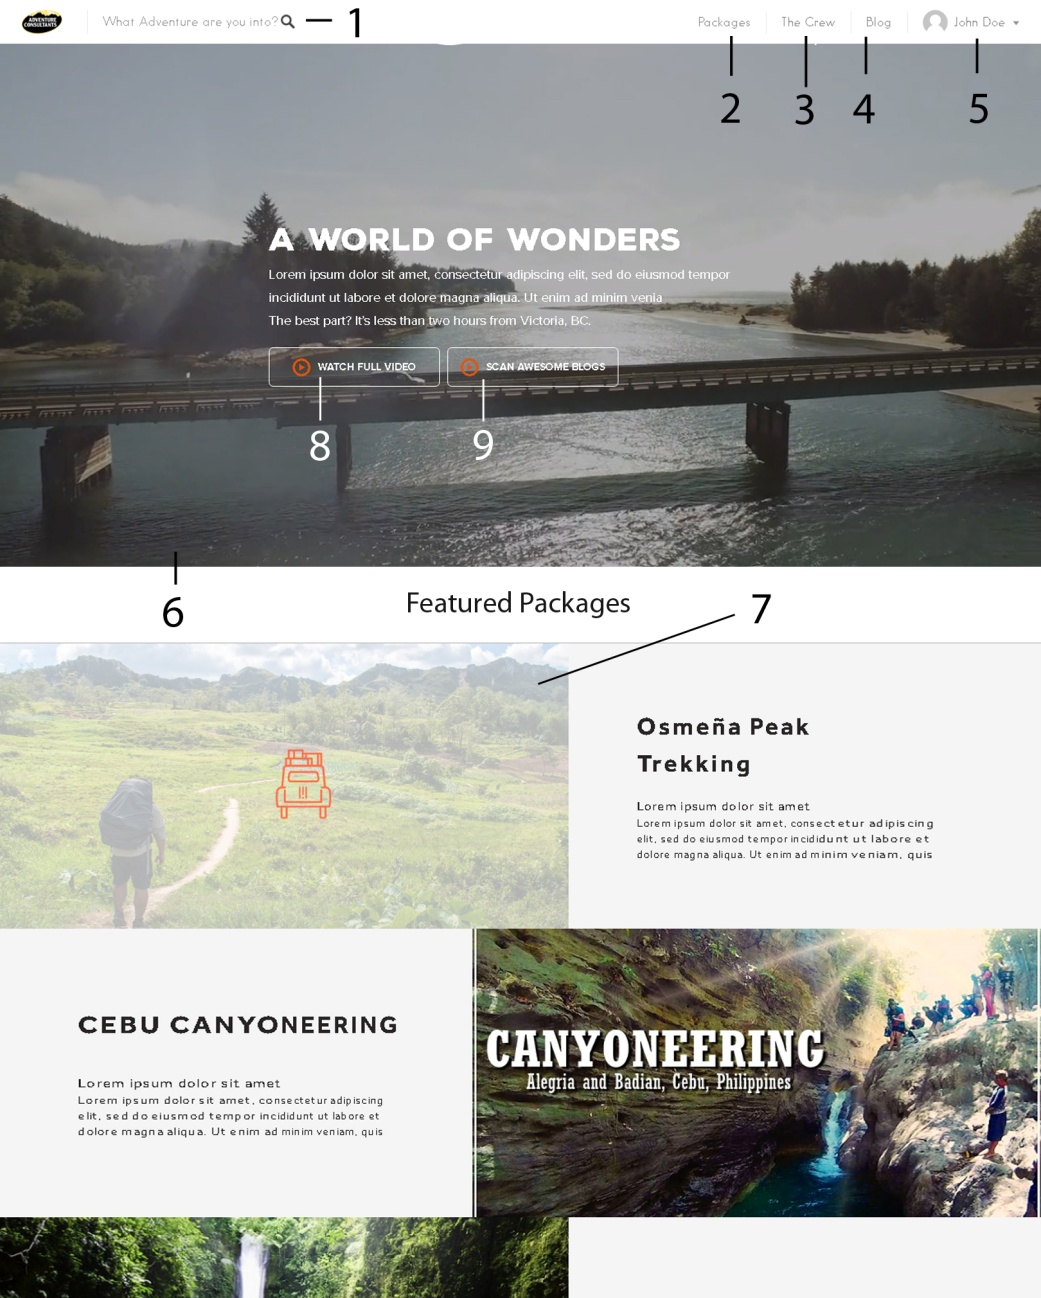 ADVENTURE
CONSULTANTS
What Adventure are you into?
1
Packages
The Crew
Blog
John Doe
2
3
4
5
A WORLD OF WONDERS
Lorem ipsum dolor sit amet, consectetur adipiscing elit, sed do eiusmod tempor
incididunt ut labore et dolore magna aliqua. Ut enim ad minim venia
The best part? It's less than two hours from Victoria, BC.
WATCH FULL VIDEO
SCAN AWESOME BLOGS
8
9
6
Featured Packages
7
Osmeña Peak
Trekking
Lorem ipsum dolor sit amet
Lorem ipsum dolor sit amet, consectetur adipiscing
elit, sed do eiusmod tempor incididunt ut labore et
dolore magna aliqua. Ut enim ad minim veniam, quis
CEBU CANYONEERING
Lorem ipsum dolor sit amet
Lorem ipsum dolor sit amet, consectetur adipiscing
elit, sed do eiusmod tempor incididunt ut labore et
dolore magna aliqua. Ut enim ad minim veniam, quis
CANYONEERING
Alegria and Badian, Cebu, Philippines